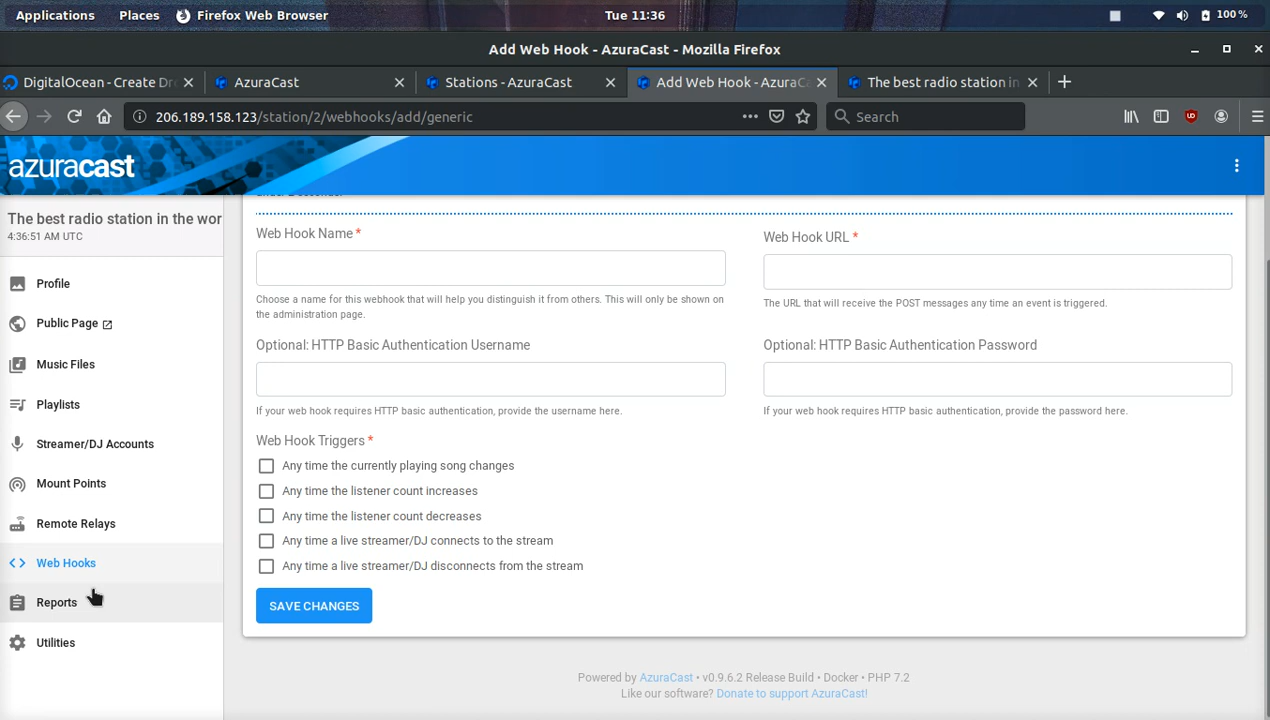 Applications Places Firefox Web Browser Tue 11:36 100 %
Add Web Hook - AzuraCast - Mozilla Firefox
DigitalOcean - Create Dr AzuraCast Stations - AzuraCast Add Web Hook - AzuraCa The best radio station in
206.189.158.123/station/2/webhooks/add/generic Search
azuracast
The best radio station in the wor
4:36:51 AM UTC
Profile
Public Page
Music Files
Playlists
Streamer/DJ Accounts
Mount Points
Remote Relays
Web Hooks
Reports
Utilities
Web Hook Name *
Choose a name for this webhook that will help you distinguish it from others. This will only be shown on
the administration page.
Web Hook URL *
The URL that will receive the POST messages any time an event is triggered.
Optional: HTTP Basic Authentication Username
If your web hook requires HTTP basic authentication, provide the username here.
Optional: HTTP Basic Authentication Password
If your web hook requires HTTP basic authentication, provide the password here.
Web Hook Triggers *
Any time the currently playing song changes
Any time the listener count increases
Any time the listener count decreases
Any time a live streamer/DJ connects to the stream
Any time a live streamer/DJ disconnects from the stream
SAVE CHANGES
Powered by AzuraCast • v0.9.6.2 Release Build • Docker • PHP 7.2
Like our software? Donate to support AzuraCast!